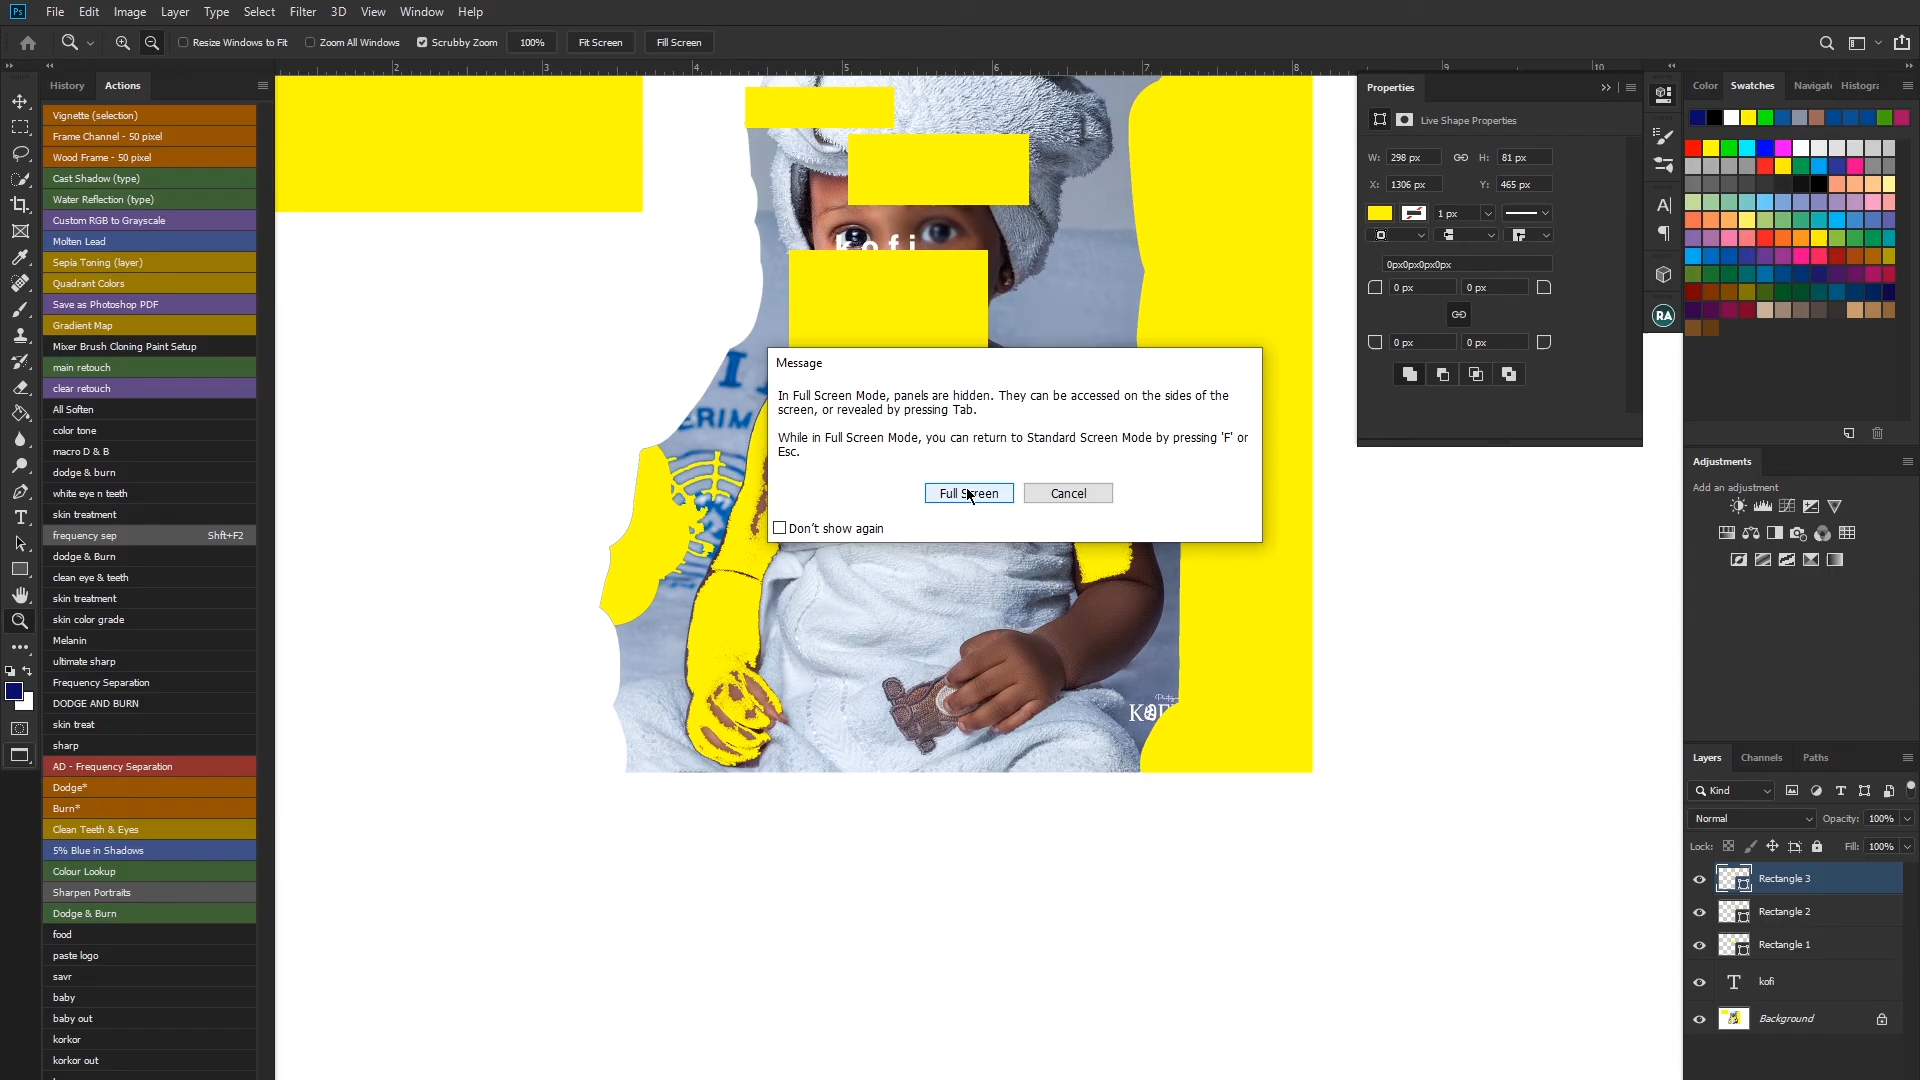 Ps File Edit Image Layer Type Select Filter 3D View Window Help
Resize Windows to Fit Zoom All Windows Scrubby Zoom 100% Fit Screen Fill Screen
2 3 4 5 6 7 8 9 10
History Actions
Vignette (selection)
Frame Channel - 50 pixel
Wood Frame - 50 pixel
Cast Shadow (type)
Water Reflection (type)
Custom RGB to Grayscale
Molten Lead
Sepia Toning (layer)
Quadrant Colors
Save as Photoshop PDF
Gradient Map
Mixer Brush Cloning Paint Setup
main retouch
clear retouch
All Soften
color tone
macro D & B
dodge & burn
white eye n teeth
skin treatment
frequency sep Shft+F2
dodge & Burn
clean eye & teeth
skin treatment
skin color grade
Melanin
ultimate sharp
Frequency Separation
DODGE AND BURN
skin treat
sharp
AD - Frequency Separation
Dodge*
Burn*
Clean Teeth & Eyes
5% Blue in Shadows
Colour Lookup
Sharpen Portraits
Dodge & Burn
food
paste logo
savr
baby
baby out
korkor
korkor out
kofi
Message
In Full Screen Mode, panels are hidden. They can be accessed on the sides of the
screen, or revealed by pressing Tab.
While in Full Screen Mode, you can return to Standard Screen Mode by pressing 'F' or
Esc.
Full Screen Cancel
Don't show again
Properties
Live Shape Properties
W: 298 px H: 81 px
X: 1306 px Y: 465 px
1 px
0px0px0px0px
0 px 0 px
0 px 0 px
RA
Color Swatches Navigat Histogra
Adjustments
Add an adjustment
Layers Channels Paths
Kind
Normal Opacity: 100%
Lock: Fill: 100%
Rectangle 3
Rectangle 2
Rectangle 1
kofi
Background